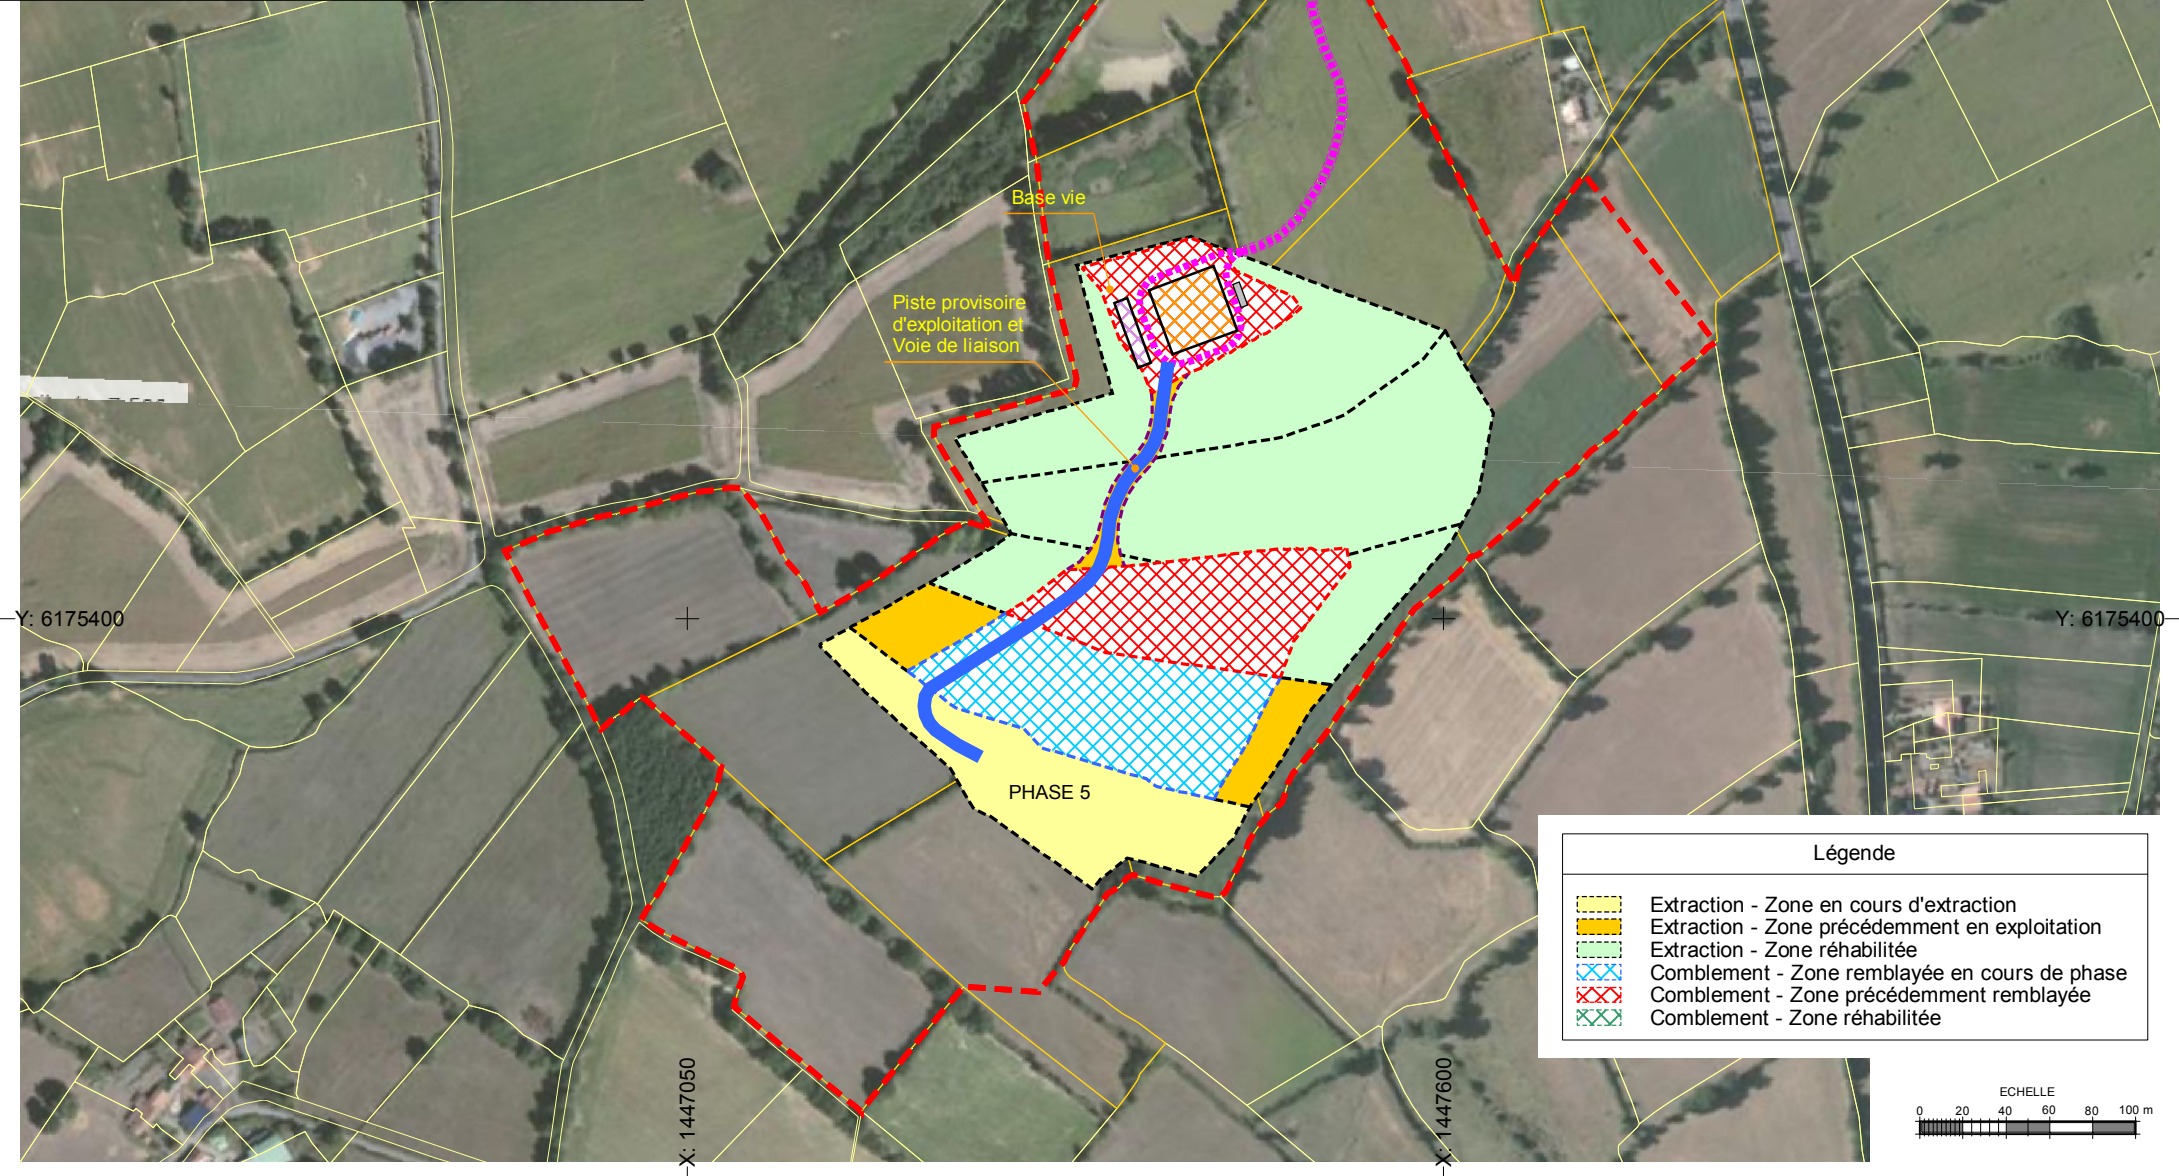 Base vie
Piste provisoire
d'exploitation et
Voie de liaison
Y: 6175400
Y: 6175400
PHASE 5
X: 1447050
X: 1447600
Légende
Extraction - Zone en cours d'extraction
Extraction - Zone précédemment en exploitation
Extraction - Zone réhabilitée
Comblement - Zone remblayée en cours de phase
Comblement - Zone précédemment remblayée
Comblement - Zone réhabilitée
ECHELLE
0 20 40 60 80 100 m